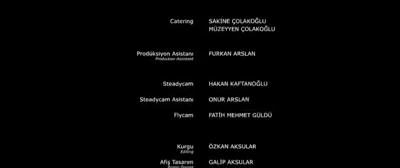 Catering SAKİNE ÇOLAKOĞLU
MÜZEYYEN ÇOLAKOĞLU
Prodüksiyon Asistanı FURKAN ARSLAN
Production Assistant
Steadycam HAKAN KAFTANOĞLU
Steadycam Asistanı ONUR ARSLAN
Flycam FATİH MEHMET GÜLDÜ
Kurgu ÖZKAN AKSULAR
Editing
Afiş Tasarım GALİP AKSULAR